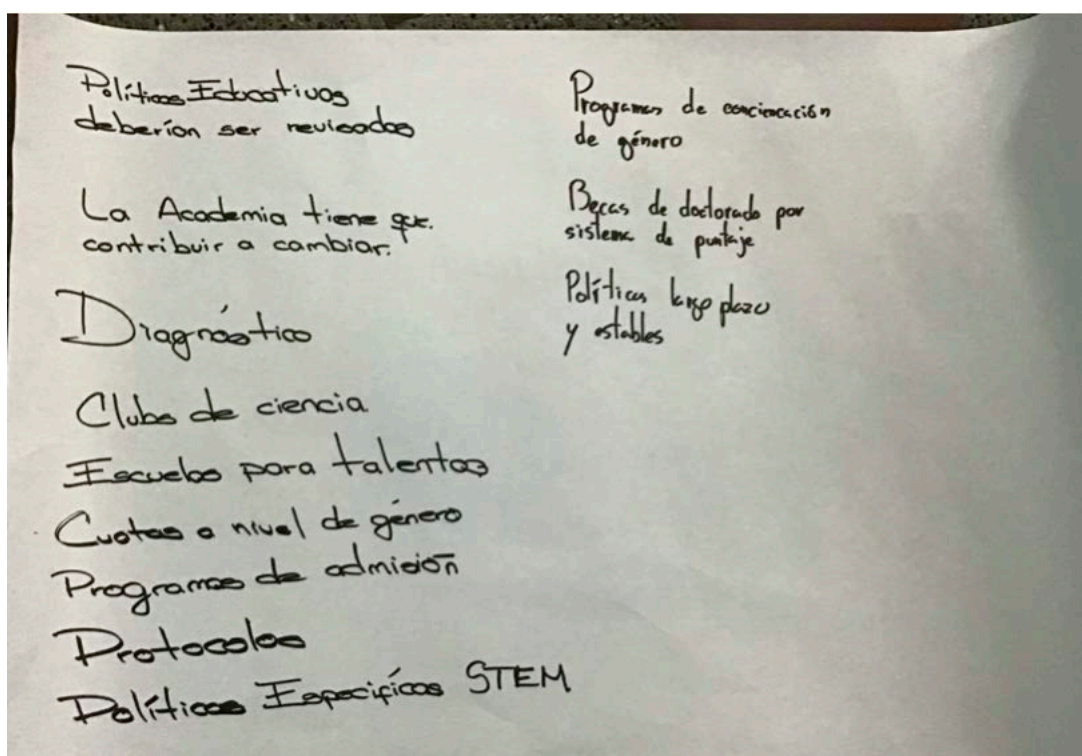 Políticas Educativas
deberían ser revisadas
La Academia tiene que.
contribuir a cambiar.
Diagnóstico
Clubs de ciencia
Escuelas para talentos
Cuotas a nivel de género
Programas de admisión
Protocolos
Políticas Específicas STEM
Programas de concienciación
de género
Becas de doctorado por
sistema de puntaje
Políticas largo plazo
y estables